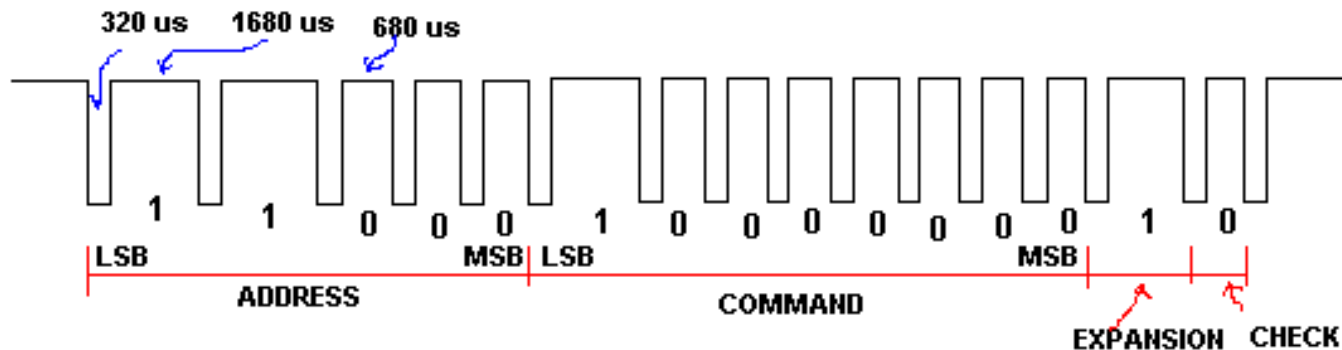 320 us 1680 us 680 us
1 1 0 0 0 1 0 0 0 0 0 0 0 1 0
LSB MSB LSB MSB
ADDRESS COMMAND
EXPANSION CHECK